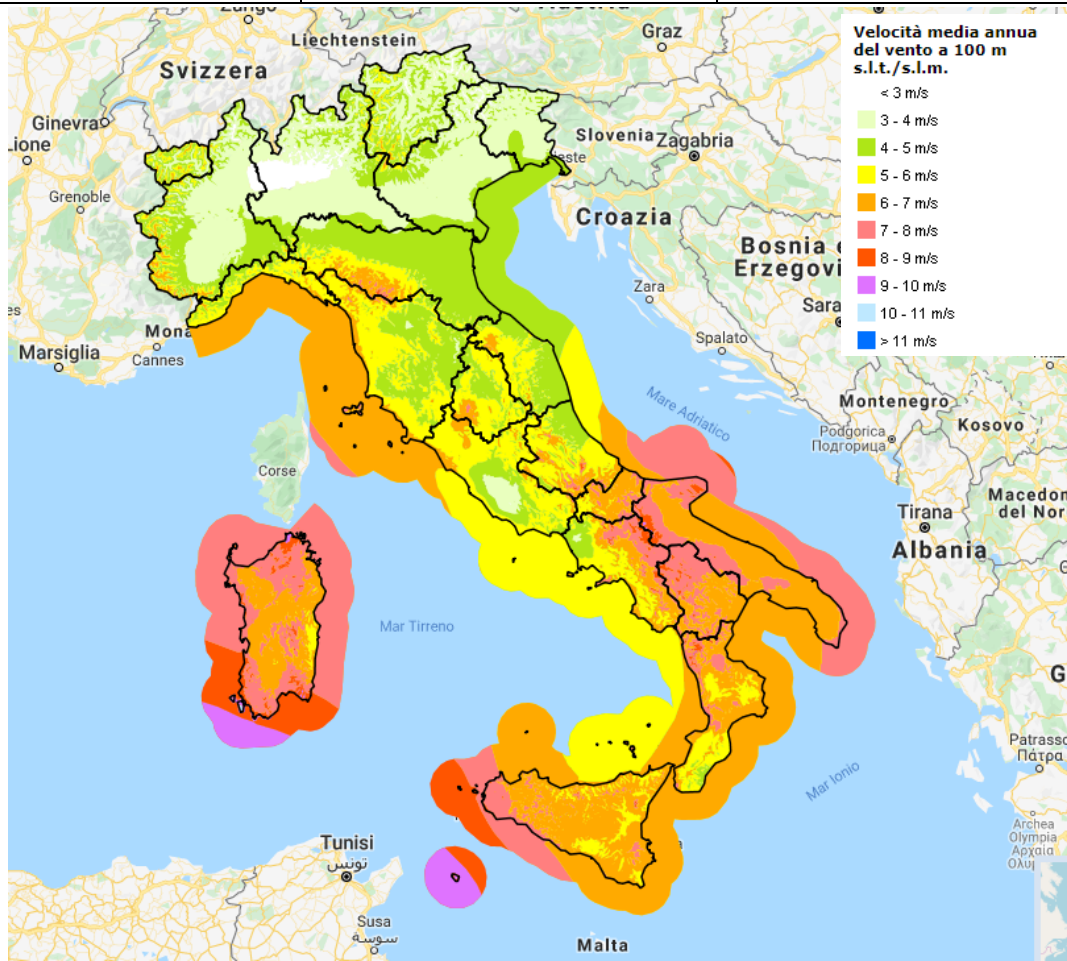 Liechtenstein
Graz
Svizzera
Ginevra
Lione
Slovenia
Zagabria
Grenoble
Croazia
Bosnia e
Erzegovi
Zara
Sara
Spalato
Marsiglia
Cannes
Mona
Corse
Mare Adriatico
Montenegro
Podgorica
Подгорица
Kosovo
Tirana
Macedon
del Nor
Albania
Mar Tirreno
Mar Ionio
G
Patrasso
Πάτρα
Archea
Olympia
Αρχαία
Tunisi
تونس
Susa
سوسة
Malta
Velocità media annua
del vento a 100 m
s.l.t./s.l.m.
< 3 m/s
3 - 4 m/s
4 - 5 m/s
5 - 6 m/s
6 - 7 m/s
7 - 8 m/s
8 - 9 m/s
9 - 10 m/s
10 - 11 m/s
> 11 m/s